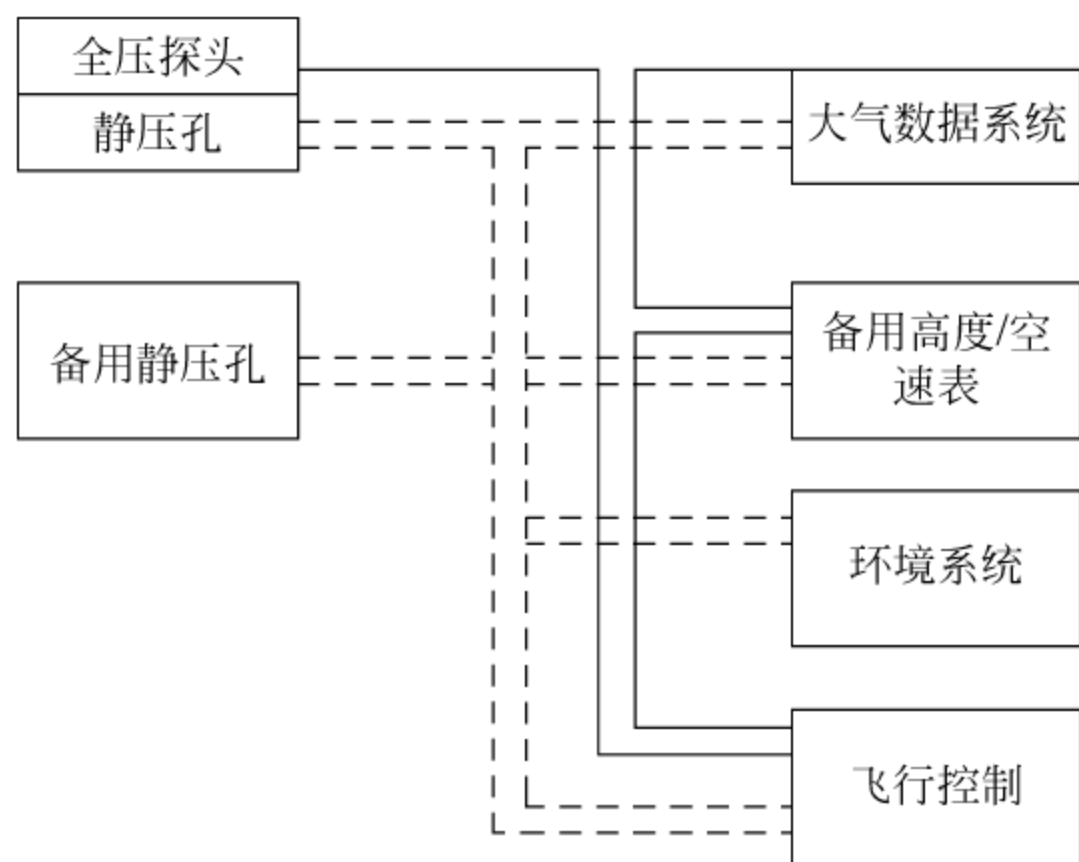 全压探头
静压孔
大气数据系统
备用静压孔
备用高度/空
速表
环境系统
飞行控制